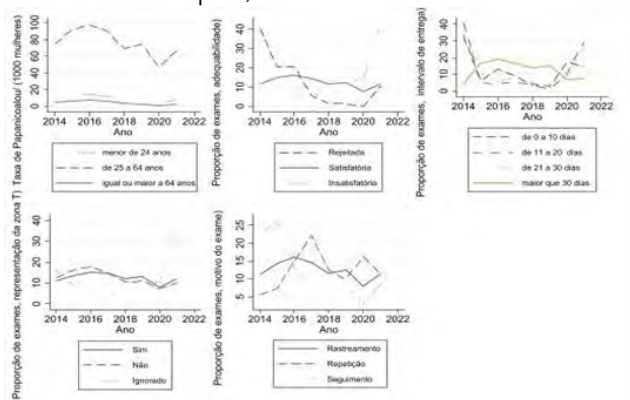 Taxa de Papanicoalou/ (1000 mulheres)
0 20 40 60 80 100
2014 2016 2018 2020 2022
Ano
menor de 24 anos
de 25 a 64 anos
igual ou maior a 64 anos
Proporção de exames, adequabilidade)
0 10 20 30 40
2014 2016 2018 2020 2022
Ano
Rejeitada
Satisfatória
Insatisfatória
Proporção de exames, intervalo de entrega)
0 10 20 30 40
2014 2016 2018 2020 2022
Ano
de 0 a 10 dias
de 11 a 20 dias
de 21 a 30 dias
maior que 30 dias
Proporção de exames, representação da zona T)
0 10 20 30 40
2014 2016 2018 2020 2022
Ano
Sim
Não
Ignorado
Proporção de exames, motivo do exame)
5 10 15 20 25
2014 2016 2018 2020 2022
Ano
Rastreamento
Repetição
Seguimento